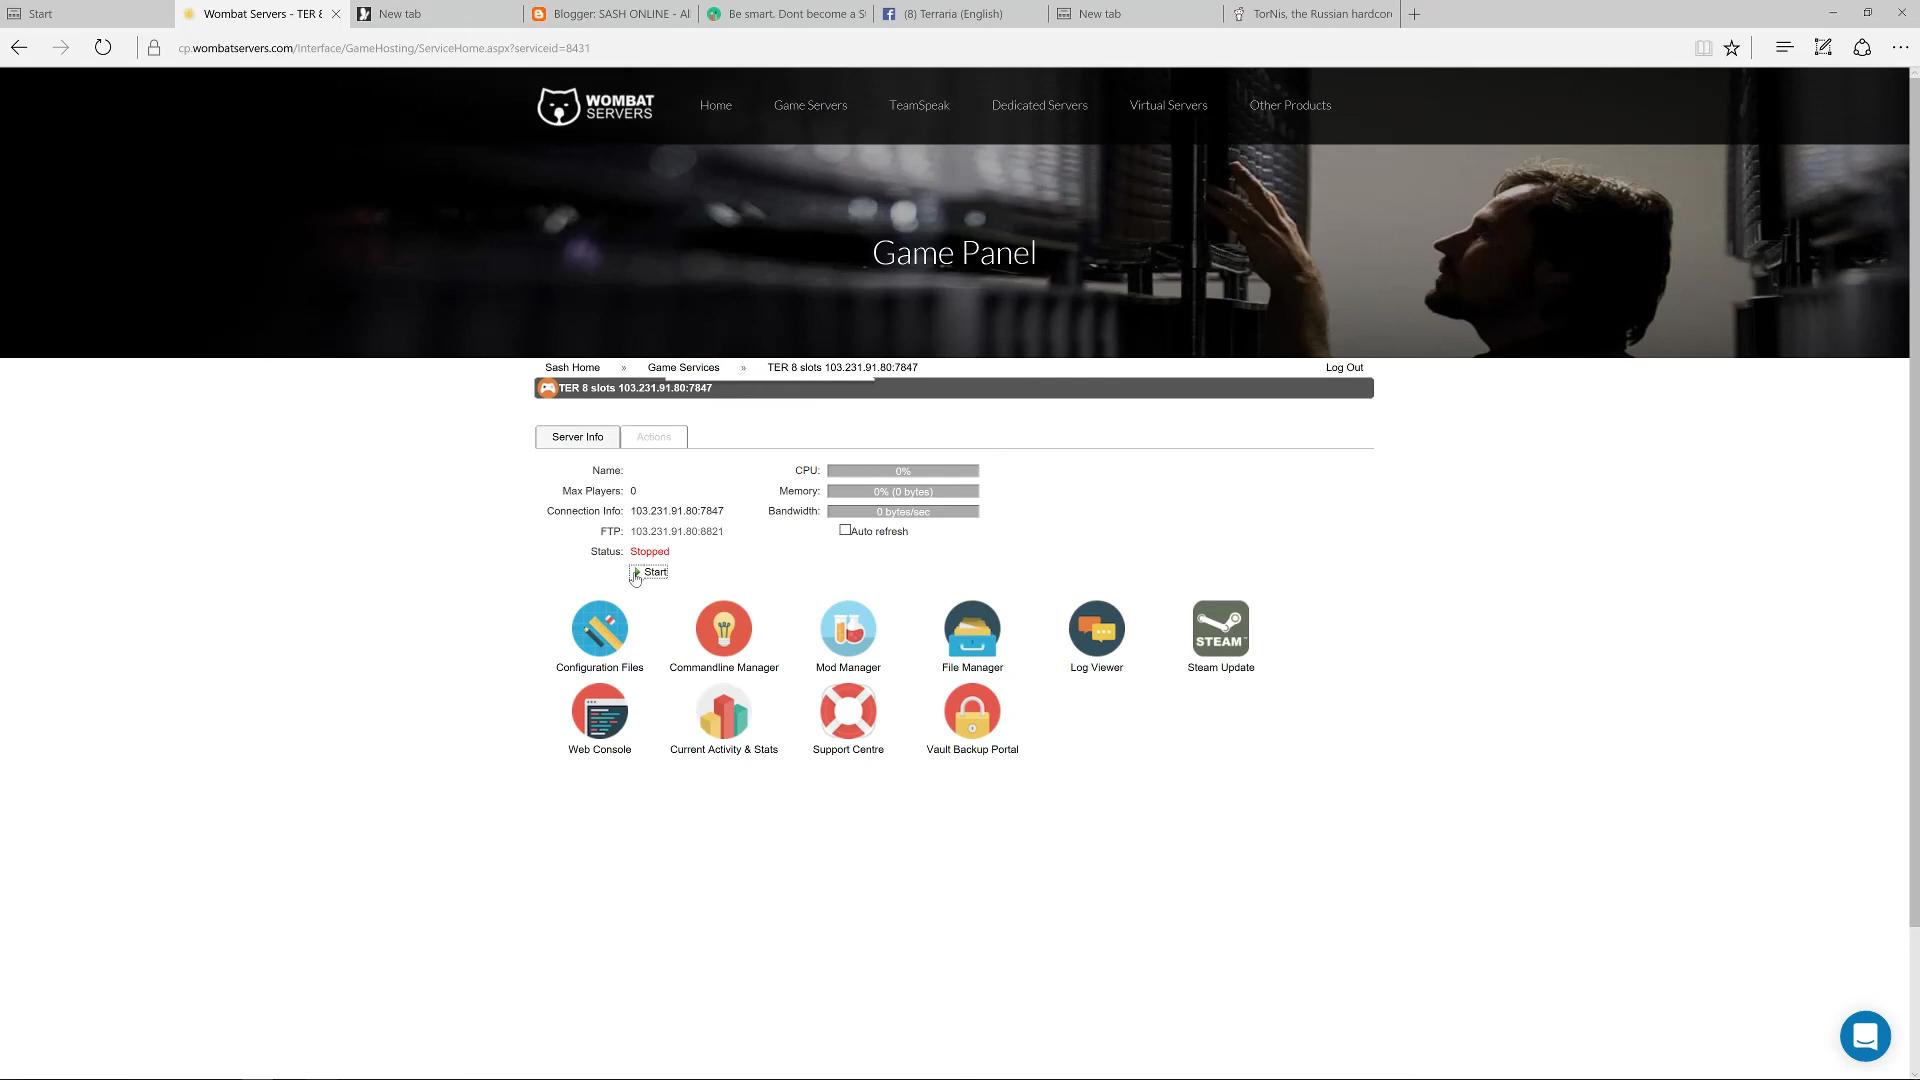 Start
Wombat Servers - TER 8
New tab
Blogger: SASH ONLINE - Al
Be smart. Dont become a S
(8) Terraria (English)
New tab
TorNis, the Russian hardcor
cp.wombatservers.com/Interface/GameHosting/ServiceHome.aspx?serviceid=8431
WOMBAT SERVERS
Home
Game Servers
TeamSpeak
Dedicated Servers
Virtual Servers
Other Products
Game Panel
Sash Home » Game Services » TER 8 slots 103.231.91.80:7847
Log Out
TER 8 slots 103.231.91.80:7847
Server Info
Actions
Name:
CPU: 0%
Max Players: 0
Memory: 0% (0 bytes)
Connection Info: 103.231.91.80:7847
Bandwidth: 0 bytes/sec
FTP: 103.231.91.80:8821
Auto refresh
Status: Stopped
Start
STEAM
Configuration Files
Commandline Manager
Mod Manager
File Manager
Log Viewer
Steam Update
Web Console
Current Activity & Stats
Support Centre
Vault Backup Portal